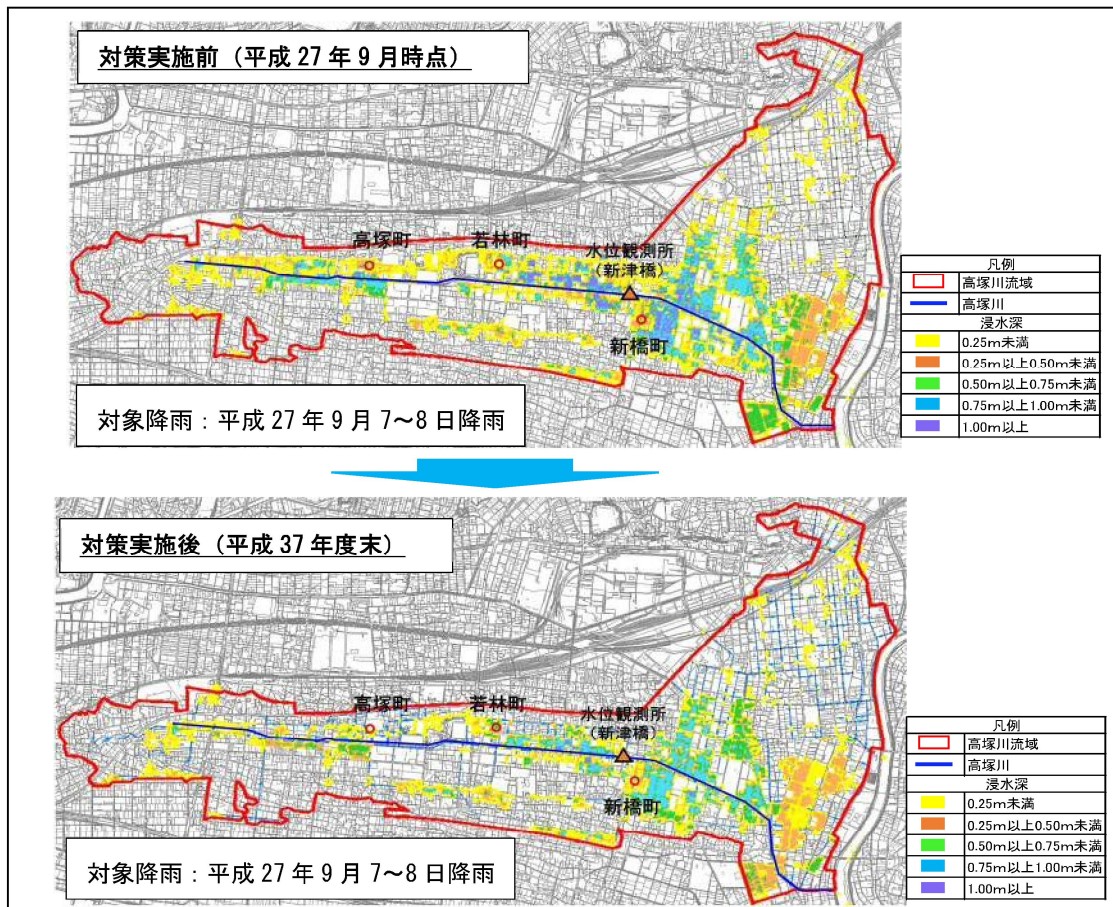 対策実施前（平成 27 年 9 月時点）
高塚町
若林町
水位観測所
（新津橋）
新橋町
対象降雨：平成 27 年 9 月 7～8 日降雨
凡例
高塚川流域
高塚川
浸水深
0.25m未満
0.25m以上0.50m未満
0.50m以上0.75m未満
0.75m以上1.00m未満
1.00m以上
対策実施後（平成 37 年度末）
高塚町
若林町
水位観測所
（新津橋）
新橋町
対象降雨：平成 27 年 9 月 7～8 日降雨
凡例
高塚川流域
高塚川
浸水深
0.25m未満
0.25m以上0.50m未満
0.50m以上0.75m未満
0.75m以上1.00m未満
1.00m以上